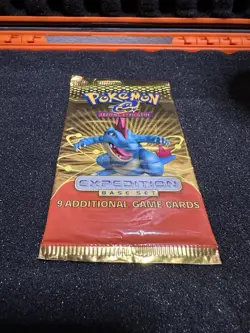 POKéMON
EXPEDITION
BASE SET
9 ADDITIONAL GAME CARDS